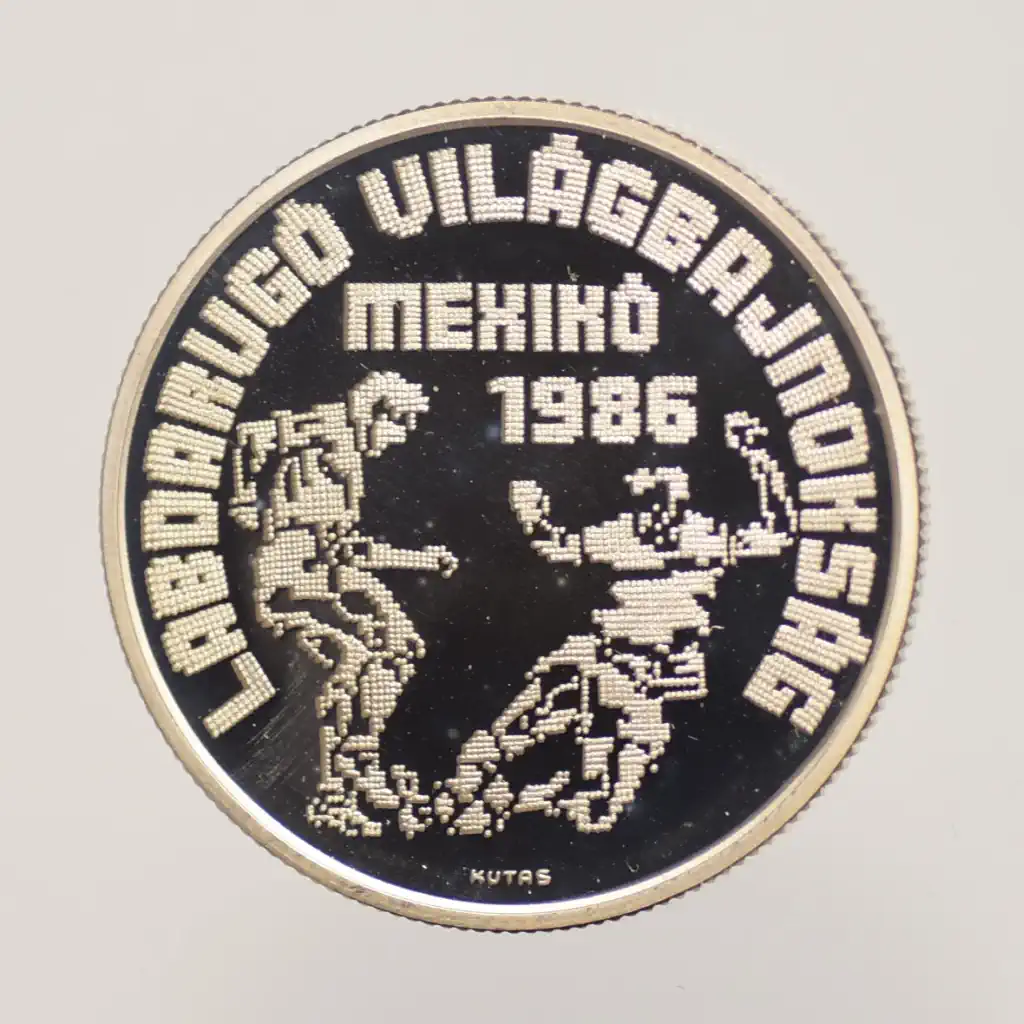 LABDARUGÓ VILÁGBAJNOKSÁG
MEXIKÓ
1986
KUTAS